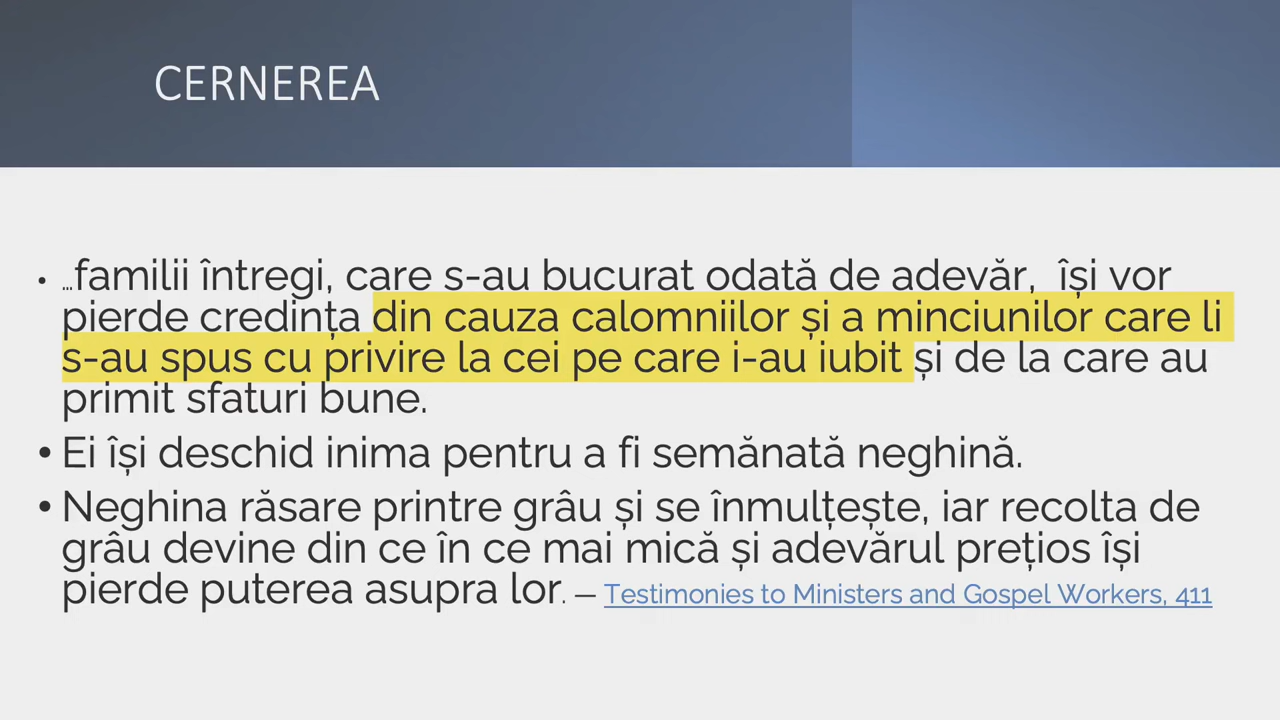 CERNEREA
• ...familii întregi, care s-au bucurat odată de adevăr, își vor
pierde credința din cauza calomniilor și a minciunilor care li
s-au spus cu privire la cei pe care i-au iubit și de la care au
primit sfaturi bune.
• Ei își deschid inima pentru a fi semănată neghină.
• Neghina răsare printre grâu și se înmulțește, iar recolta de
grâu devine din ce în ce mai mică și adevărul prețios își
pierde puterea asupra lor. — Testimonies to Ministers and Gospel Workers, 411